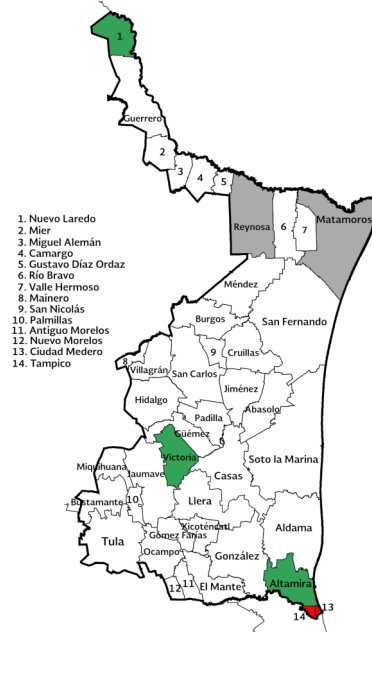 1
Guerrero
2
3
4
5
Reynosa
6
7
Matamoros
1. Nuevo Laredo
2. Mier
3. Miguel Alemán
4. Camargo
5. Gustavo Díaz Ordaz
6. Río Bravo
7. Valle Hermoso
8. Mainero
9. San Nicolás
10. Palmillas
11. Antiguo Morelos
12. Nuevo Morelos
13. Ciudad Medero
14. Tampico
Méndez
Burgos
San Fernando
8
Villagrán
San Carlos
9
Cruillas
Hidalgo
Jiménez
Abasolo
Padilla
Güémez
Victoria
Soto la Marina
Miquihuana
Jaumave
Casas
Bustamante
10
Llera
Aldama
Xicoténcatl
Gómez Farías
Tula
Ocampo
González
12
11
El Mante
Altamira
13
14